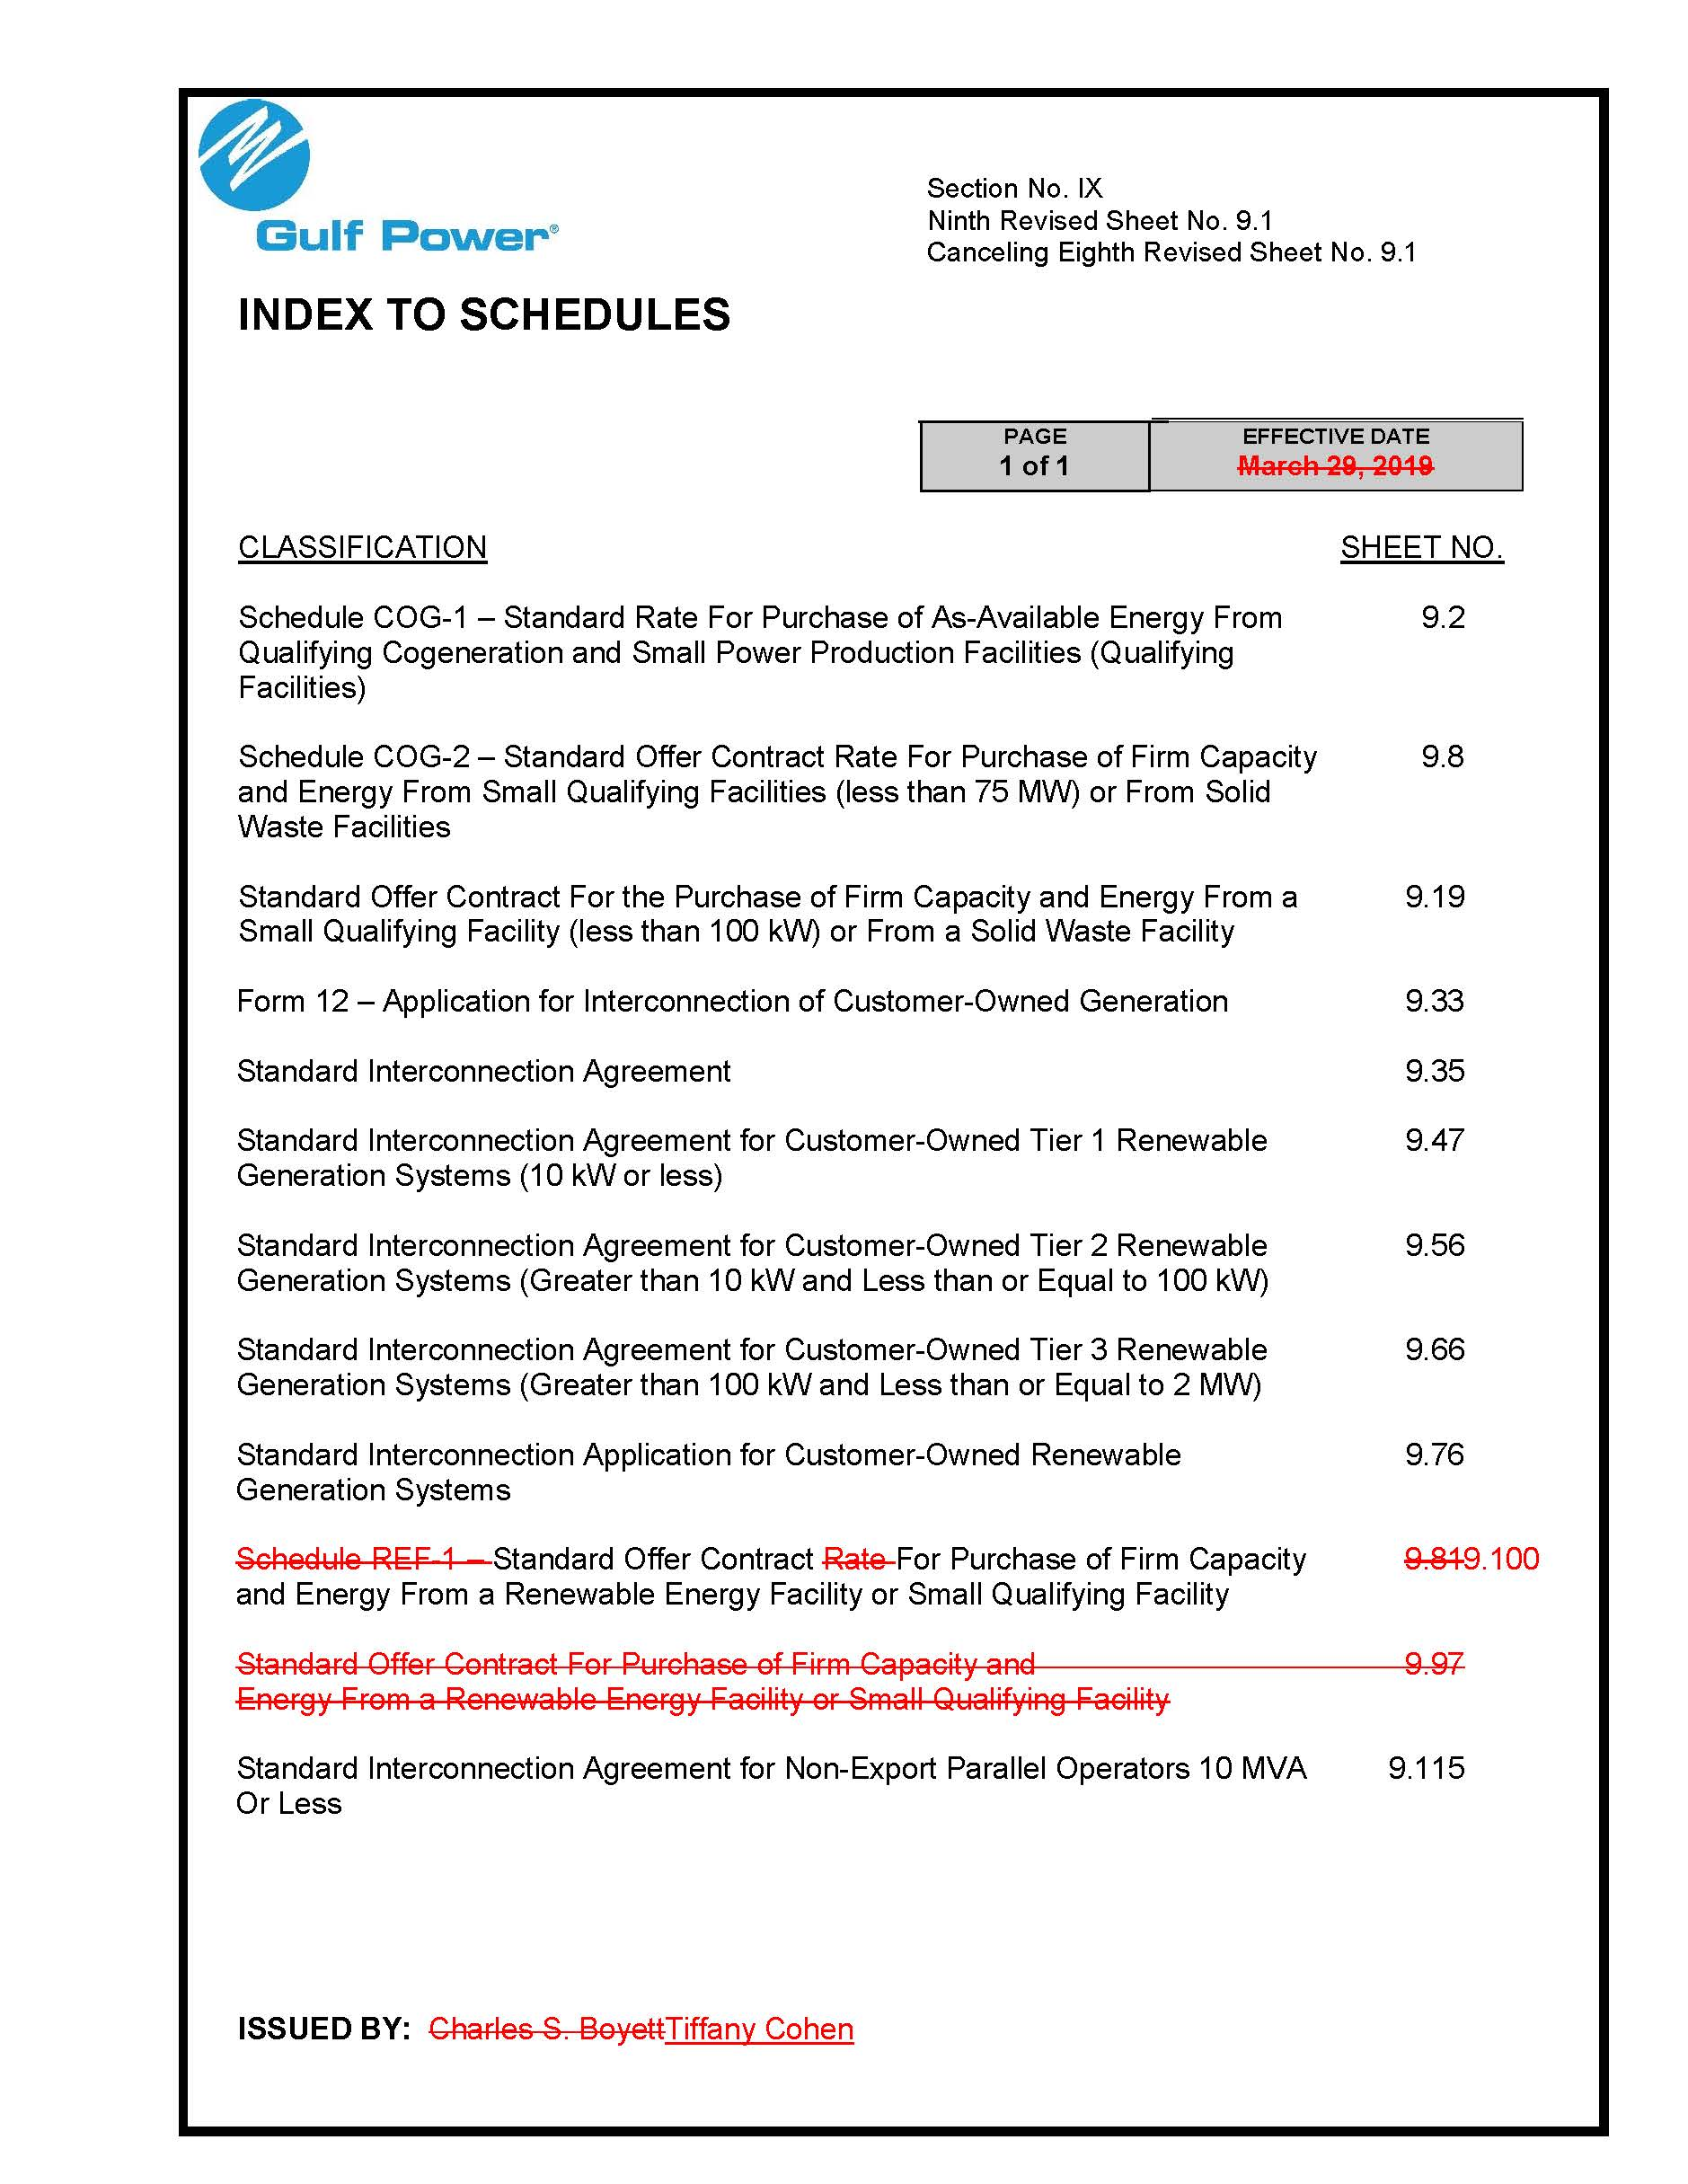 Gulf Power®
Section No. IX
Ninth Revised Sheet No. 9.1
Canceling Eighth Revised Sheet No. 9.1
INDEX TO SCHEDULES
PAGE EFFECTIVE DATE
1 of 1 March 29, 2019
CLASSIFICATION SHEET NO.
Schedule COG-1 – Standard Rate For Purchase of As-Available Energy From 9.2
Qualifying Cogeneration and Small Power Production Facilities (Qualifying
Facilities)
Schedule COG-2 – Standard Offer Contract Rate For Purchase of Firm Capacity 9.8
and Energy From Small Qualifying Facilities (less than 75 MW) or From Solid
Waste Facilities
Standard Offer Contract For the Purchase of Firm Capacity and Energy From a 9.19
Small Qualifying Facility (less than 100 kW) or From a Solid Waste Facility
Form 12 – Application for Interconnection of Customer-Owned Generation 9.33
Standard Interconnection Agreement 9.35
Standard Interconnection Agreement for Customer-Owned Tier 1 Renewable 9.47
Generation Systems (10 kW or less)
Standard Interconnection Agreement for Customer-Owned Tier 2 Renewable 9.56
Generation Systems (Greater than 10 kW and Less than or Equal to 100 kW)
Standard Interconnection Agreement for Customer-Owned Tier 3 Renewable 9.66
Generation Systems (Greater than 100 kW and Less than or Equal to 2 MW)
Standard Interconnection Application for Customer-Owned Renewable 9.76
Generation Systems
Schedule REF-1 – Standard Offer Contract Rate For Purchase of Firm Capacity 9.819.100
and Energy From a Renewable Energy Facility or Small Qualifying Facility
Standard Offer Contract For Purchase of Firm Capacity and 9.97
Energy From a Renewable Energy Facility or Small Qualifying Facility
Standard Interconnection Agreement for Non-Export Parallel Operators 10 MVA 9.115
Or Less
ISSUED BY: Charles S. BoyettTiffany Cohen